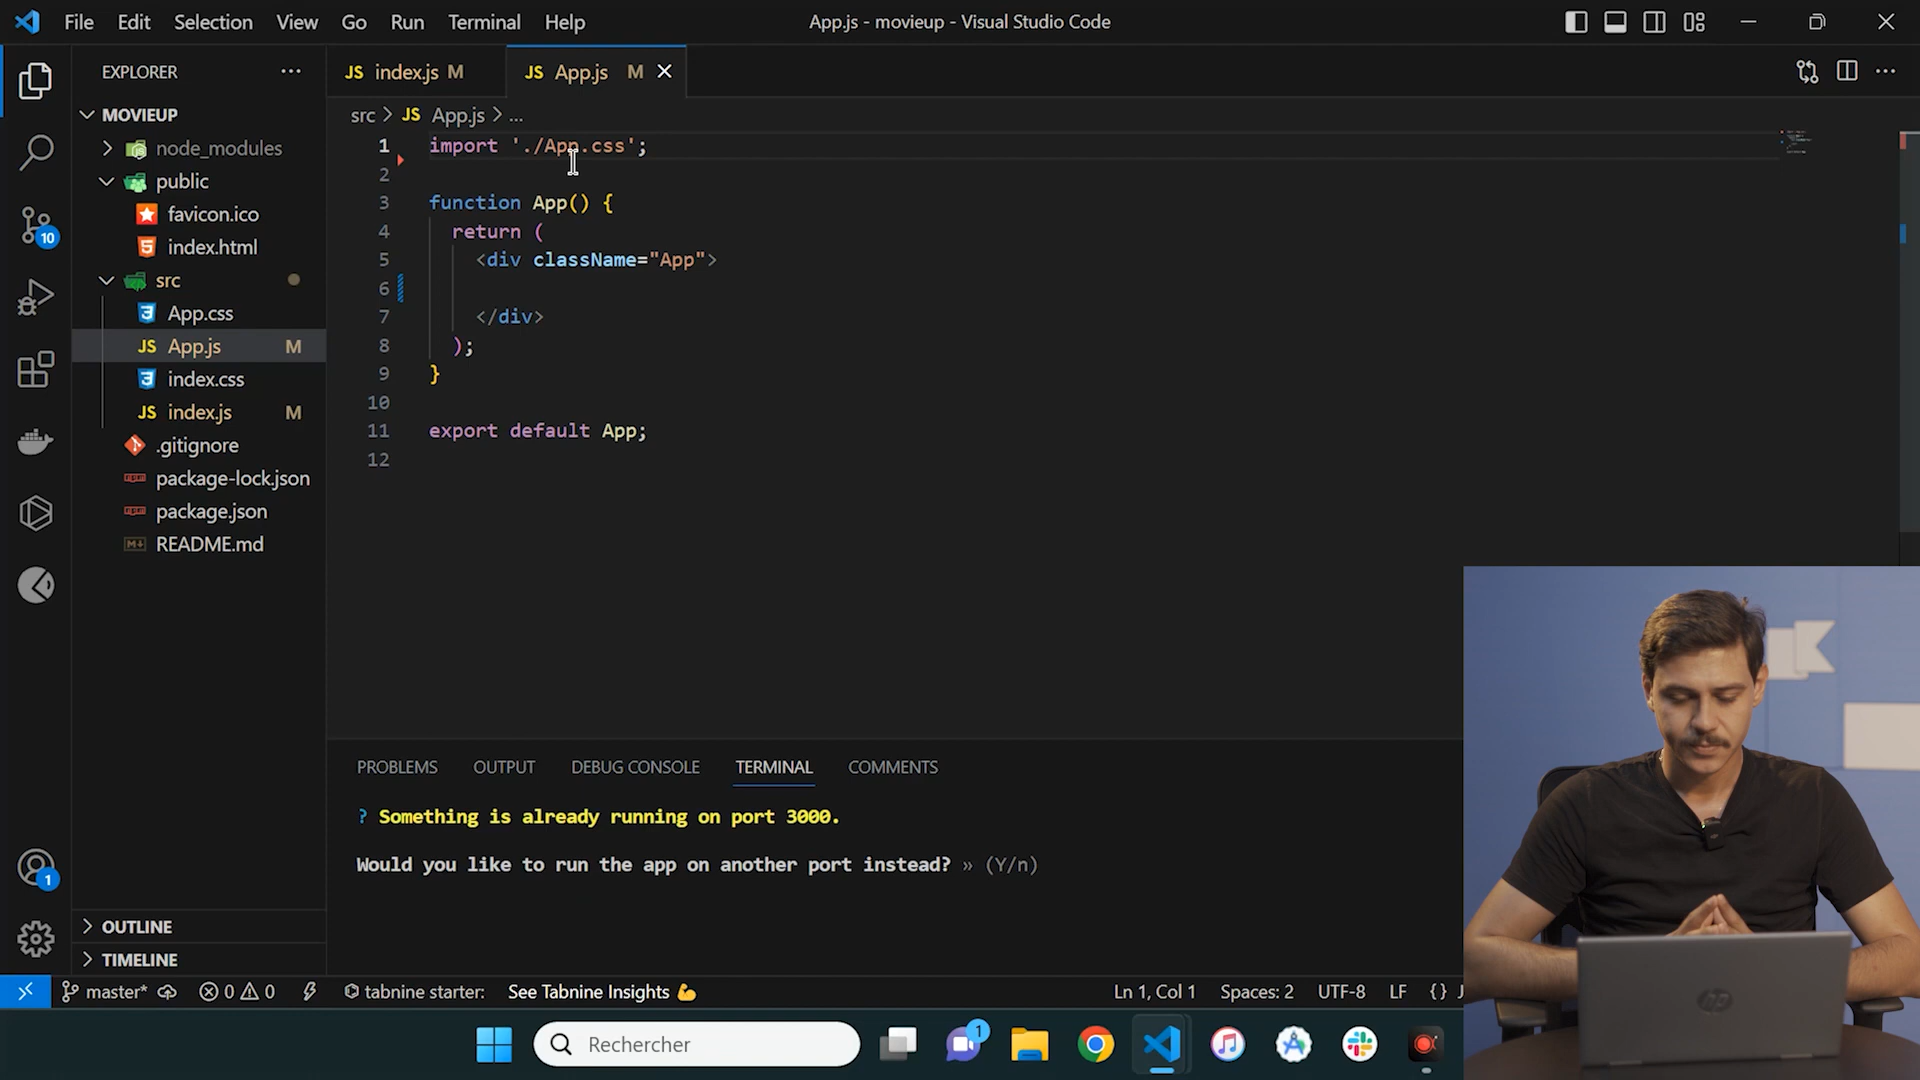 File Edit Selection View Go Run Terminal Help
App.js - movieup - Visual Studio Code
EXPLORER
JS index.js M
JS App.js M
MOVIEUP
src > JS App.js > ...
node_modules
public
favicon.ico
index.html
src
App.css
JS App.js M
index.css
JS index.js M
.gitignore
package-lock.json
package.json
README.md
OUTLINE
TIMELINE
10
1
1 import './App.css';
2
3 function App() {
4 return (
5 <div className="App">
6
7 </div>
8 );
9 }
10
11 export default App;
12
PROBLEMS OUTPUT DEBUG CONSOLE TERMINAL COMMENTS
? Something is already running on port 3000.
Would you like to run the app on another port instead? » (Y/n)
master* 0 0 tabnine starter: See Tabnine Insights Ln 1, Col 1 Spaces: 2 UTF-8 LF {}
Rechercher
1
hp